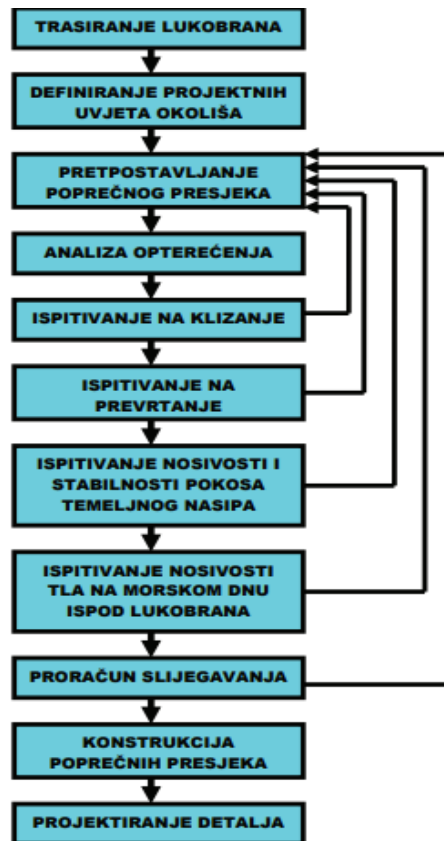 TRASIRANJE LUKOBRANA
DEFINIRANJE PROJEKTNIH
UVJETA OKOLIŠA
PRETPOSTAVLJANJE
POPREČNOG PRESJEKA
ANALIZA OPTEREĆENJA
ISPITIVANJE NA KLIZANJE
ISPITIVANJE NA
PREVRTANJE
ISPITIVANJE NOSIVOSTI I
STABILNOSTI POKOSA
TEMELJNOG NASIPA
ISPITIVANJE NOSIVOSTI
TLA NA MORSKOM DNU
ISPOD LUKOBRANA
PRORAČUN SLIJEGAVANJA
KONSTRUKCIJA
POPREČNIH PRESJEKA
PROJEKTIRANJE DETALJA